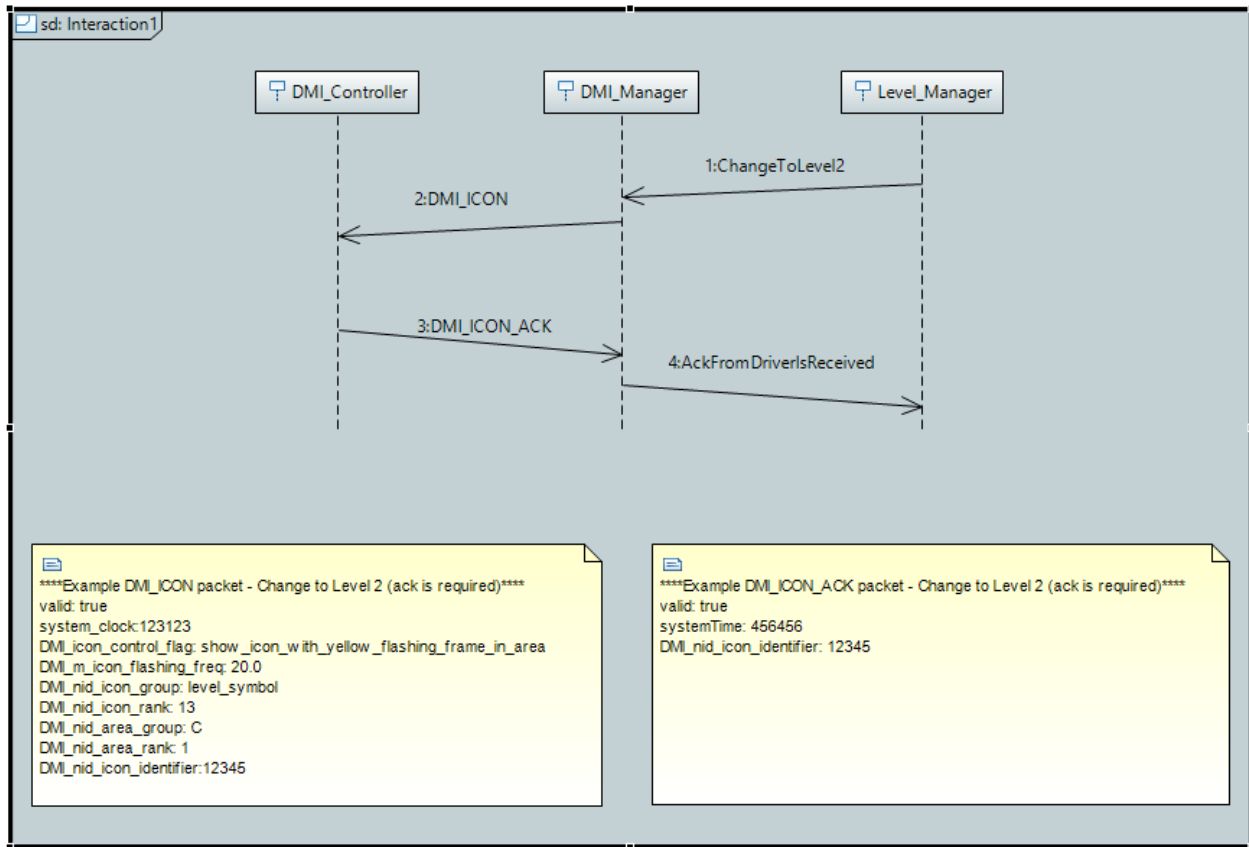 sd: Interaction1
DMI_Controller
DMI_Manager
Level_Manager
1:ChangeToLevel2
2:DMI_ICON
3:DMI_ICON_ACK
4:AckFromDriverIsReceived
****Example DMI_ICON packet - Change to Level 2 (ack is required)****
valid: true
system_clock:123123
DMI_icon_control_flag: show_icon_with_yellow_flashing_frame_in_area
DMI_m_icon_flashing_freq: 20.0
DMI_nid_icon_group: level_symbol
DMI_nid_icon_rank: 13
DMI_nid_area_group: C
DMI_nid_area_rank: 1
DMI_nid_icon_identifier:12345
****Example DMI_ICON_ACK packet - Change to Level 2 (ack is required)****
valid: true
systemTime: 456456
DMI_nid_icon_identifier: 12345